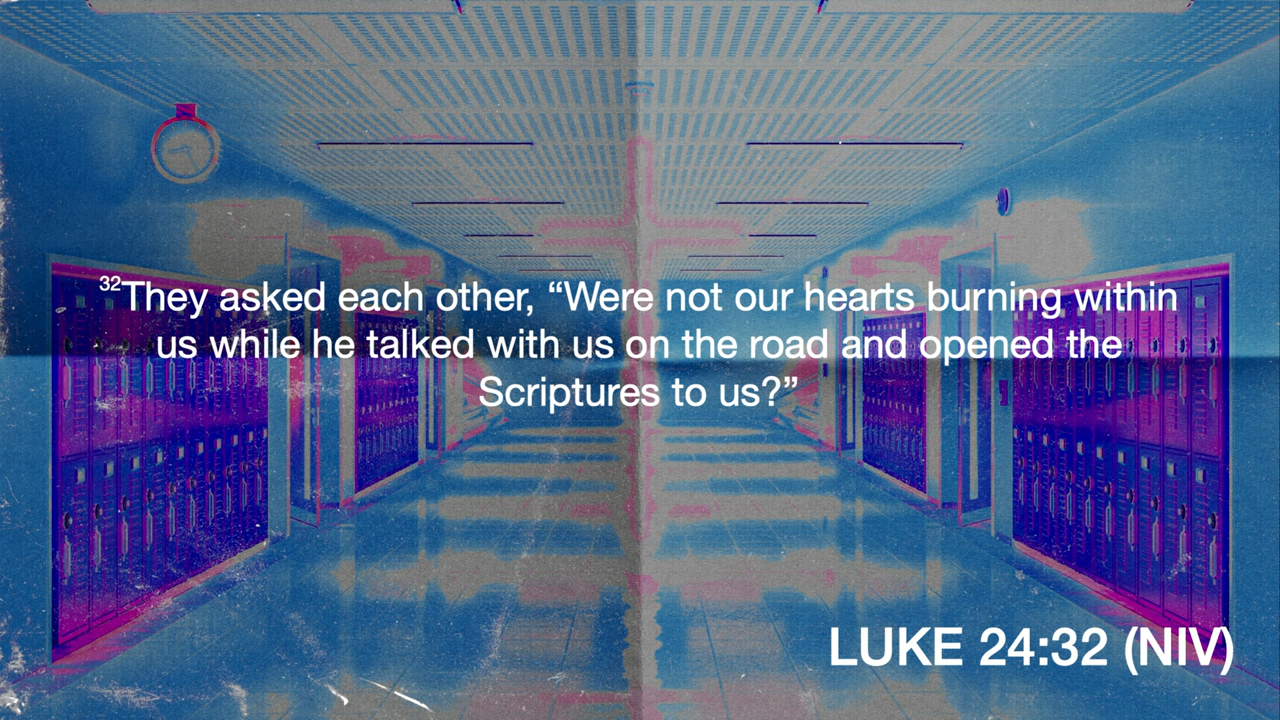 32They asked each other, “Were not our hearts burning within
us while he talked with us on the road and opened the
Scriptures to us?”
LUKE 24:32 (NIV)